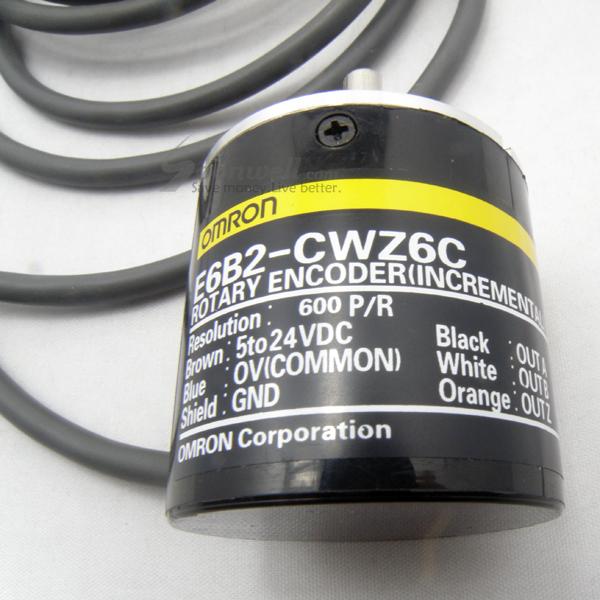 Save money.Live better.
OMRON
E6B2-CWZ6C
ROTARY ENCODER(INCREMENTAL
Resolution : 600 P/R
Brown : 5to24VDC
Blue : 0V(COMMON)
Shield : GND
Black : OUT A
White : OUT B
Orange : OUT Z
OMRON Corporation